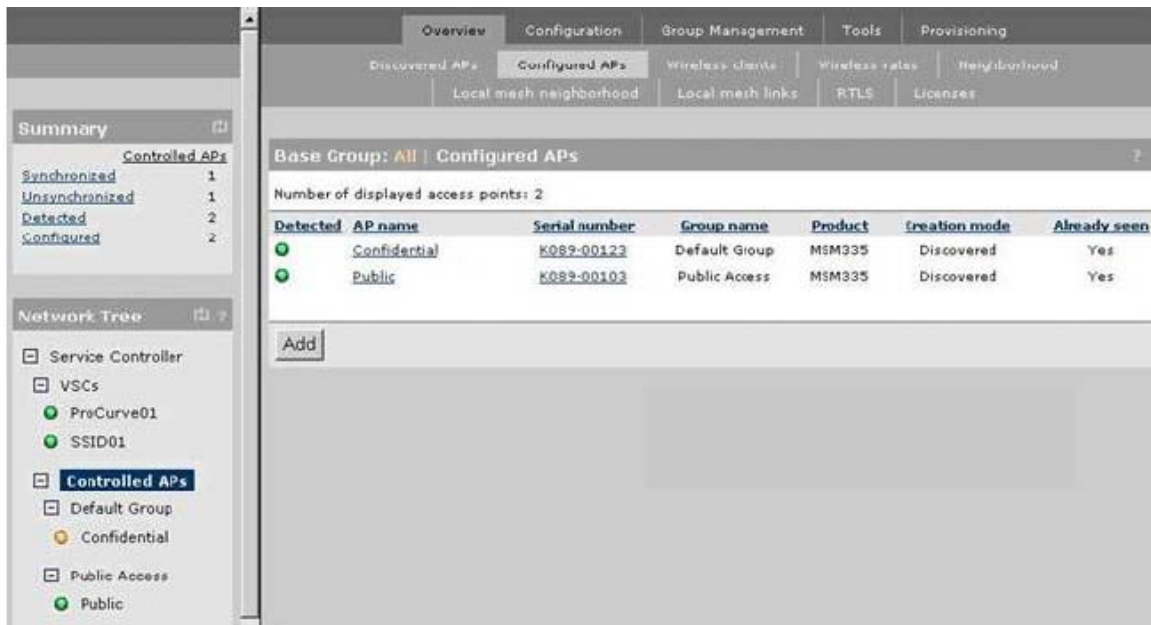 Overview Configuration Group Management Tools Provisioning
Discovered APs Configured APs Wireless clients Wireless rates Neighborhood
Local mesh neighborhood Local mesh links RTLS Licenses
Summary
Controlled APs
Synchronized 1
Unsynchronized 1
Detected 2
Configured 2
Network Tree ?
Service Controller
VSCs
ProCurve01
SSID01
Controlled APs
Default Group
Confidential
Public Access
Public
Base Group: All | Configured APs ?
Number of displayed access points: 2
Detected AP name Serial number Group name Product Creation mode Already seen
Confidential K089-00123 Default Group MSM335 Discovered Yes
Public K089-00103 Public Access MSM335 Discovered Yes
Add